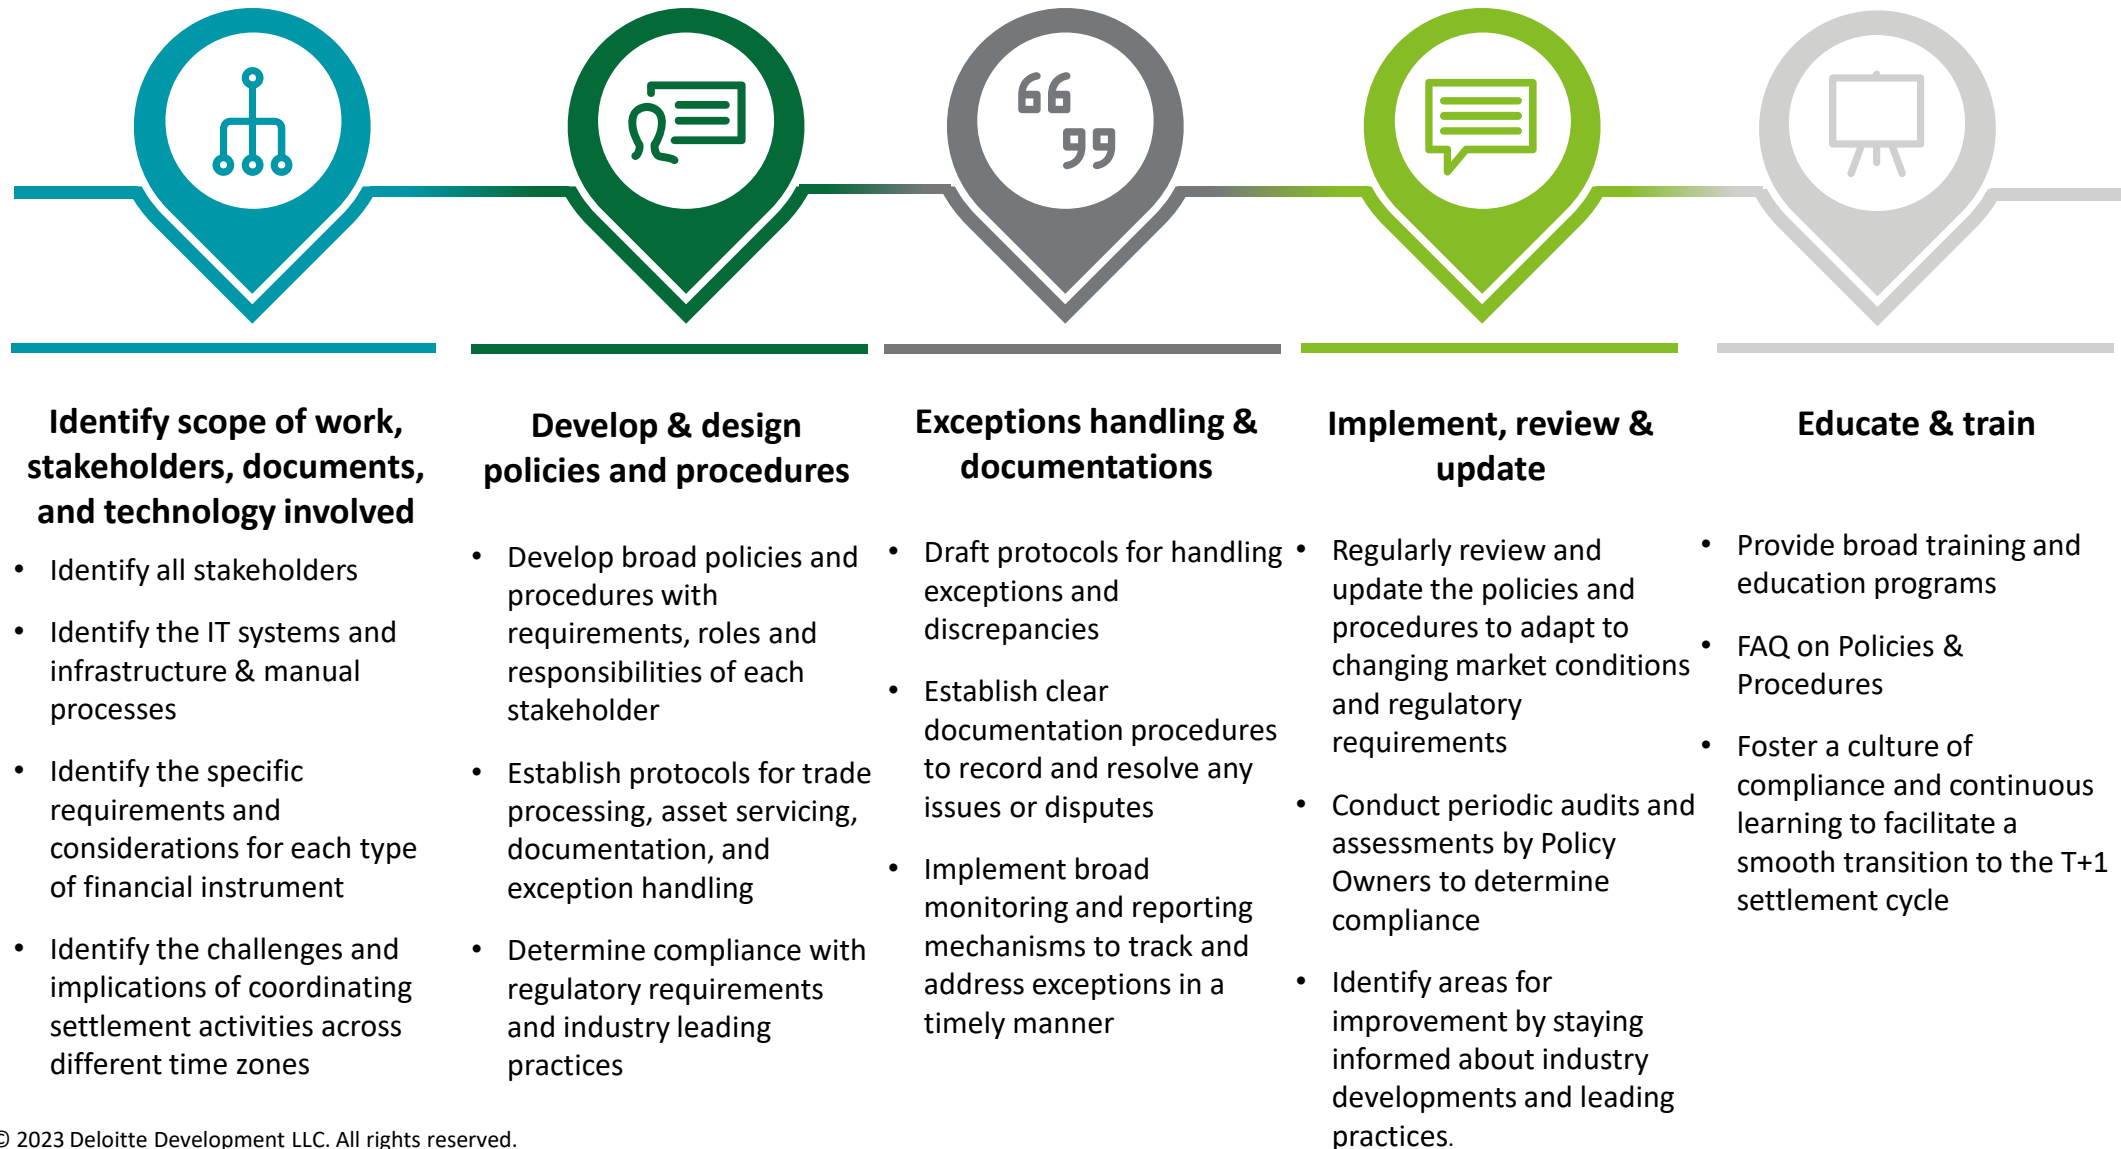 Identify scope of work,
stakeholders, documents,
and technology involved
• Identify all stakeholders
• Identify the IT systems and
infrastructure & manual
processes
• Identify the specific
requirements and
considerations for each type
of financial instrument
• Identify the challenges and
implications of coordinating
settlement activities across
different time zones
Develop & design
policies and procedures
• Develop broad policies and
procedures with
requirements, roles and
responsibilities of each
stakeholder
• Establish protocols for trade
processing, asset servicing,
documentation, and
exception handling
• Determine compliance with
regulatory requirements
and industry leading
practices
Exceptions handling &
documentations
• Draft protocols for handling
exceptions and
discrepancies
• Establish clear
documentation procedures
to record and resolve any
issues or disputes
• Implement broad
monitoring and reporting
mechanisms to track and
address exceptions in a
timely manner
Implement, review &
update
• Regularly review and
update the policies and
procedures to adapt to
changing market conditions
and regulatory
requirements
• Conduct periodic audits and
assessments by Policy
Owners to determine
compliance
• Identify areas for
improvement by staying
informed about industry
developments and leading
practices.
Educate & train
• Provide broad training and
education programs
• FAQ on Policies &
Procedures
• Foster a culture of
compliance and continuous
learning to facilitate a
smooth transition to the T+1
settlement cycle
© 2023 Deloitte Development LLC. All rights reserved.